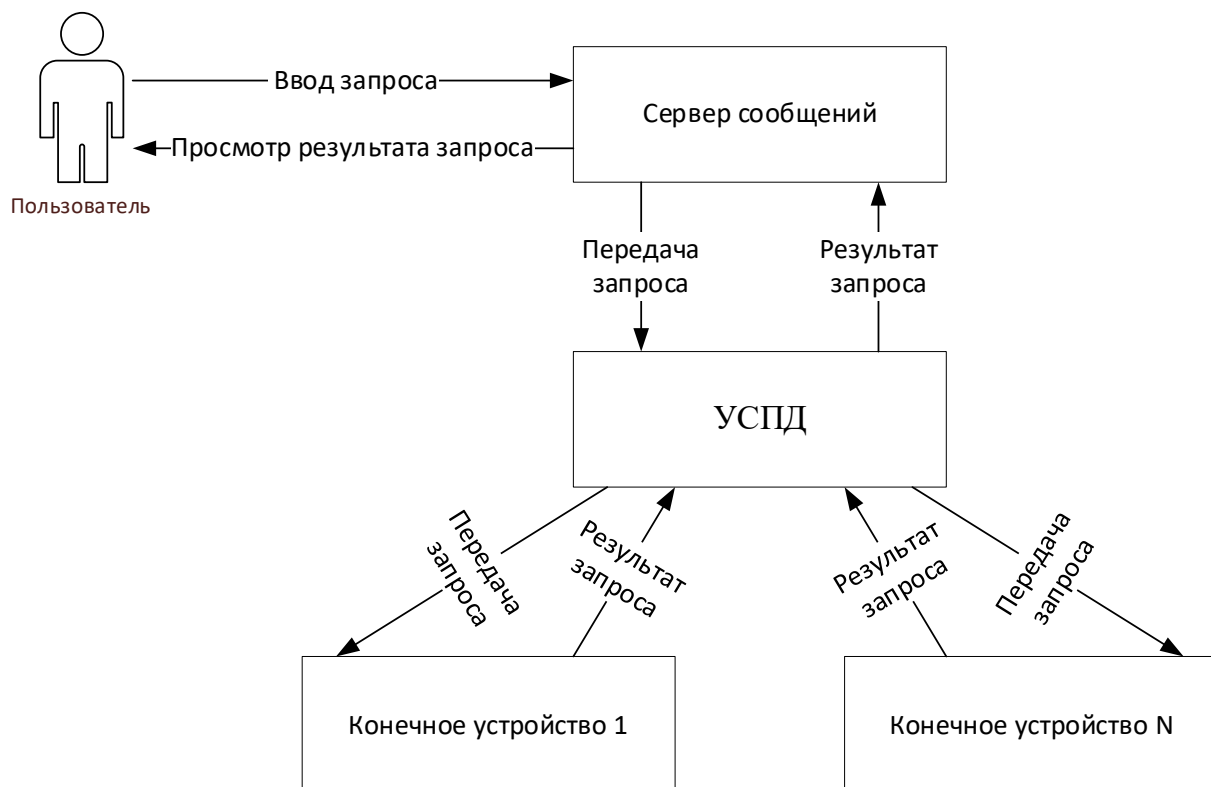 Ввод запроса
Сервер сообщений
Просмотр результата запроса
Пользователь
Передача
запроса
Результат
запроса
УСПД
Передача
запроса
Результат
запроса
Результат
запроса
Передача
запроса
Конечное устройство 1
Конечное устройство N